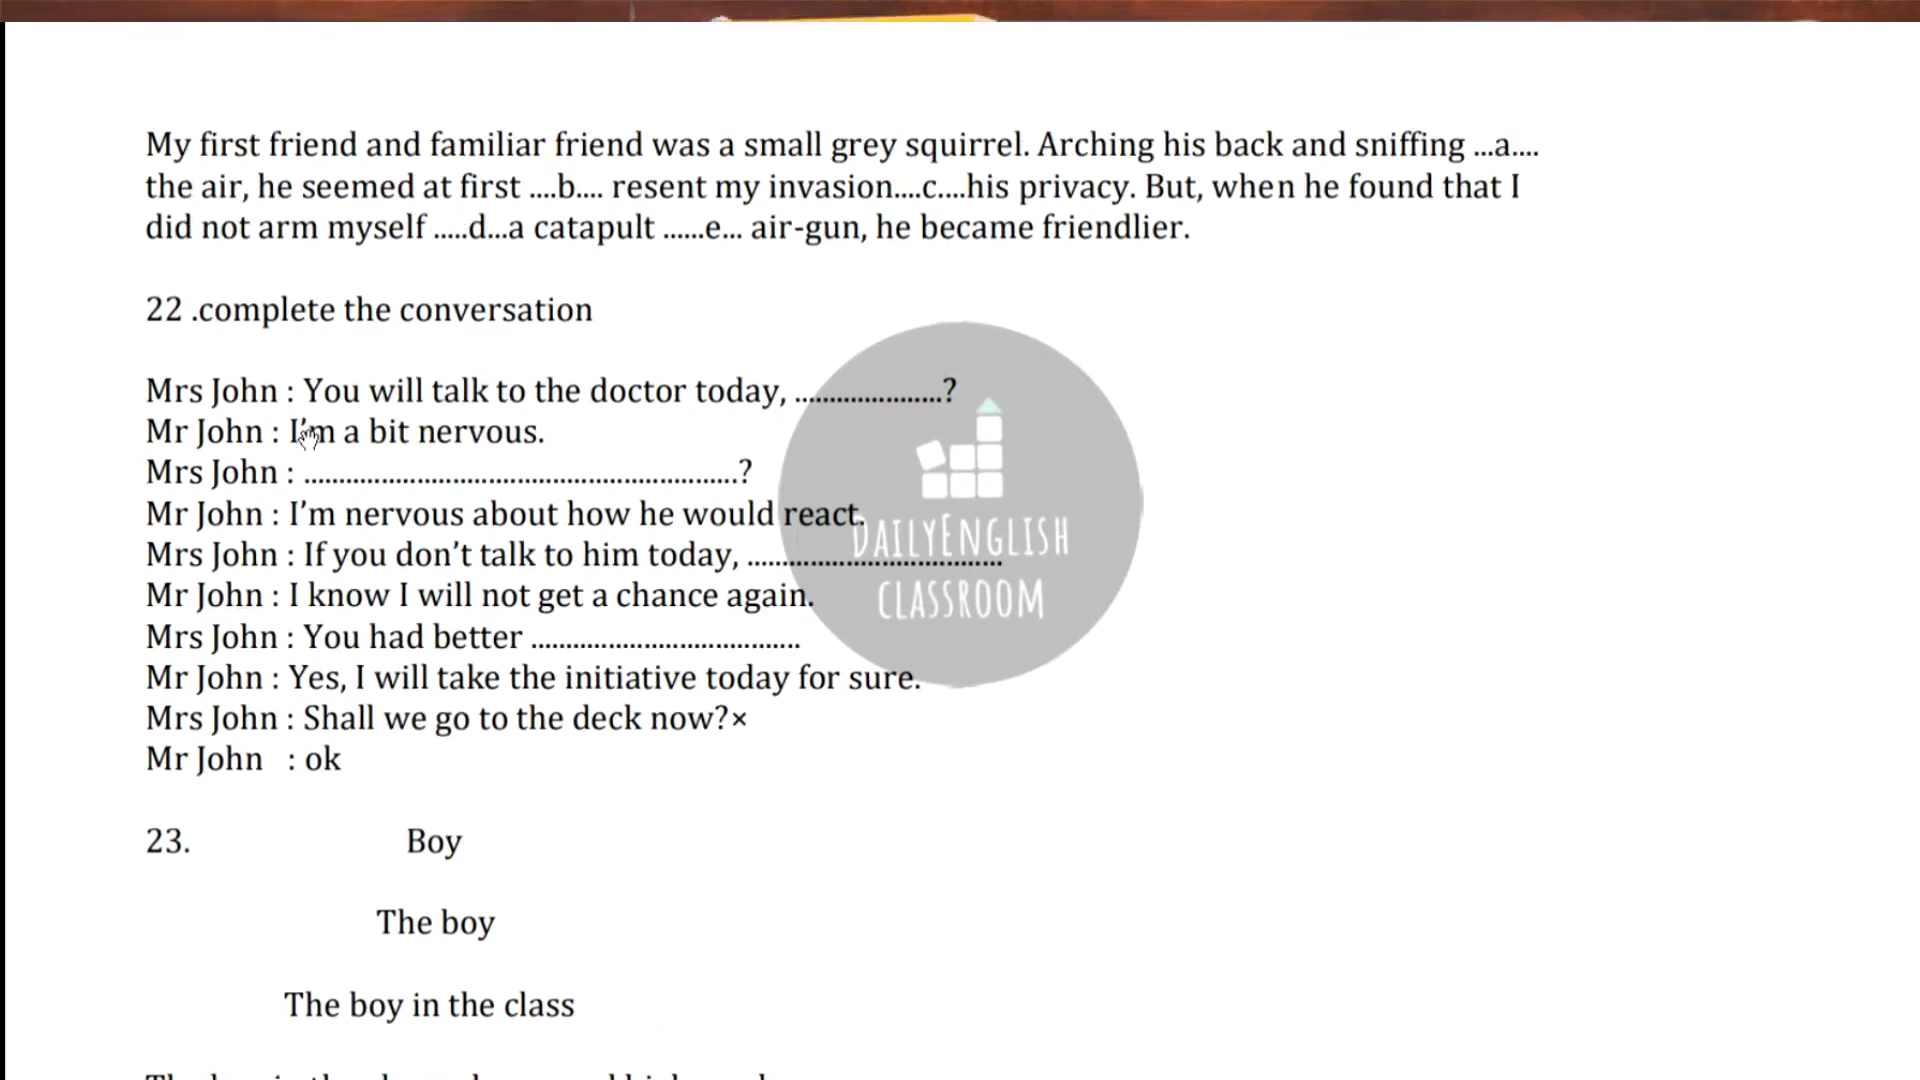 My first friend and familiar friend was a small grey squirrel. Arching his back and sniffing ...a....
the air, he seemed at first ....b.... resent my invasion....c....his privacy. But, when he found that I
did not arm myself .....d...a catapult ......e... air-gun, he became friendlier.
22 .complete the conversation
Mrs John : You will talk to the doctor today, .....................?
Mr John : I'm a bit nervous.
Mrs John : ..............................................................?
Mr John : I'm nervous about how he would react.
Mrs John : If you don't talk to him today, ....................................
Mr John : I know I will not get a chance again.
Mrs John : You had better ......................................
Mr John : Yes, I will take the initiative today for sure.
Mrs John : Shall we go to the deck now?×
Mr John : ok
DAILYENGLISH
CLASSROOM
23. Boy
The boy
The boy in the class